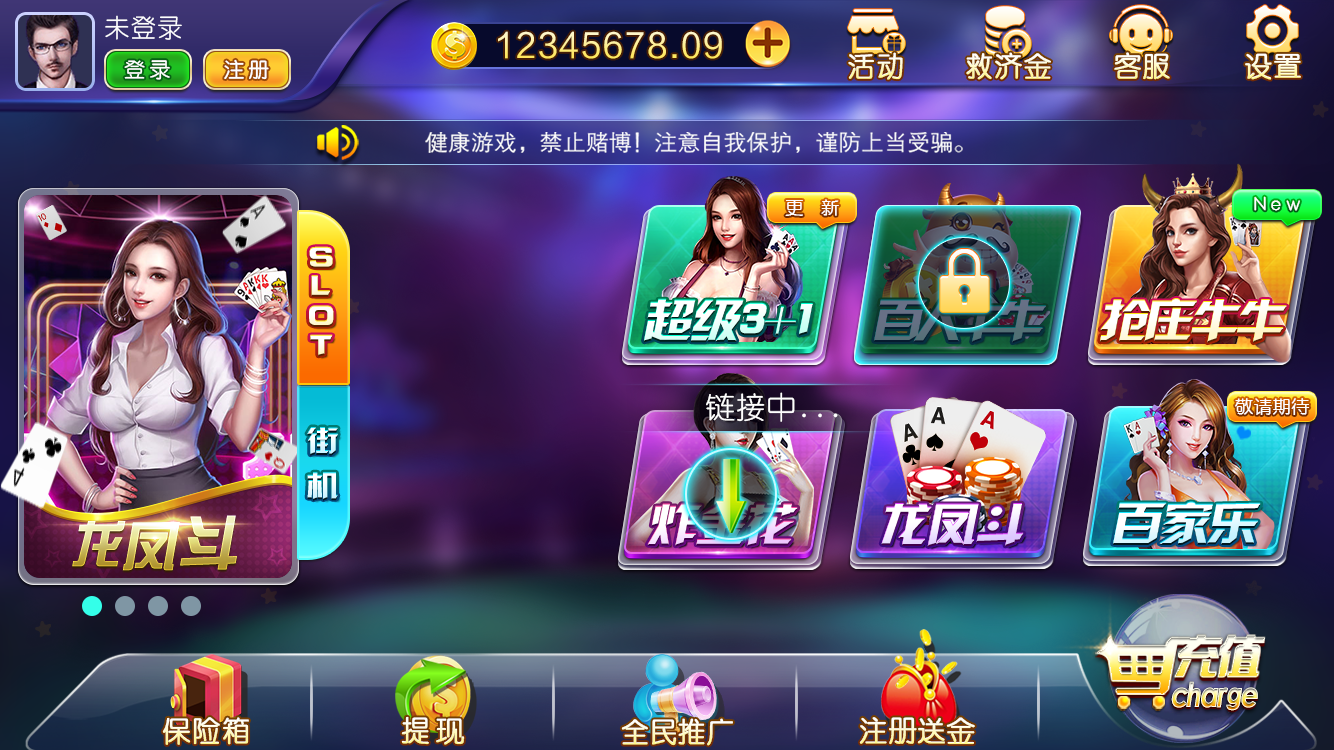 未登录
登录
注册
12345678.09
活动
救济金
客服
设置
健康游戏，禁止赌博！注意自我保护，谨防上当受骗。
SLOT
街机
龙凤斗
更 新
超级3+1
百人牛牛
New
抢庄牛牛
链接中...
炸金花
龙凤斗
敬请期待
百家乐
保险箱
提现
全民推广
注册送金
充值
charge